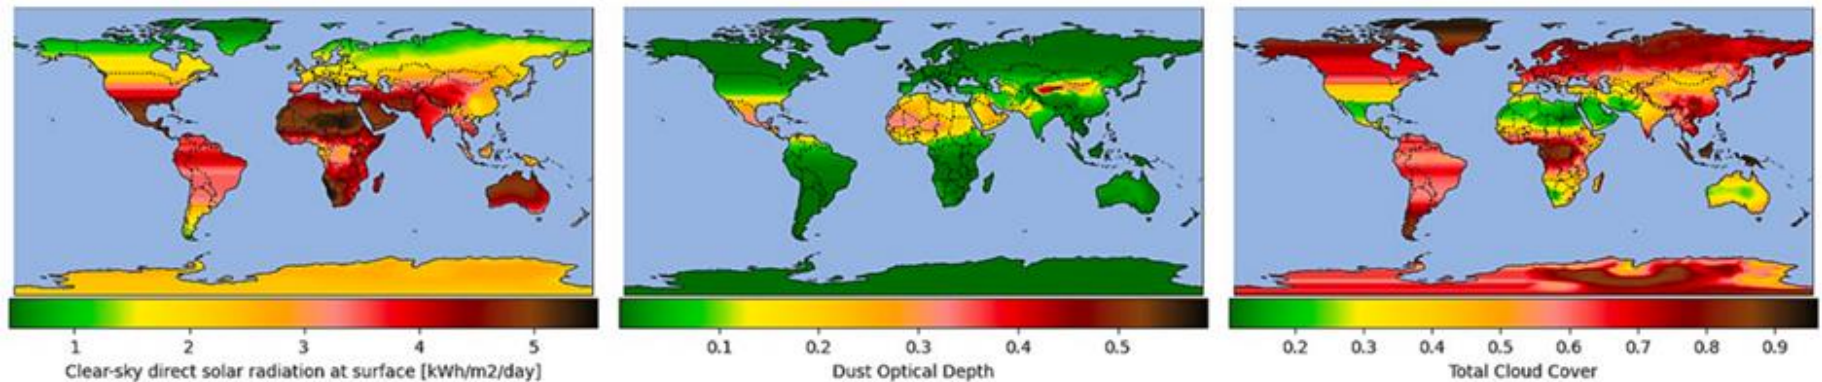 1 2 3 4 5
Clear-sky direct solar radiation at surface [kWh/m2/day]
0.1 0.2 0.3 0.4 0.5
Dust Optical Depth
0.2 0.3 0.4 0.5 0.6 0.7 0.8 0.9
Total Cloud Cover